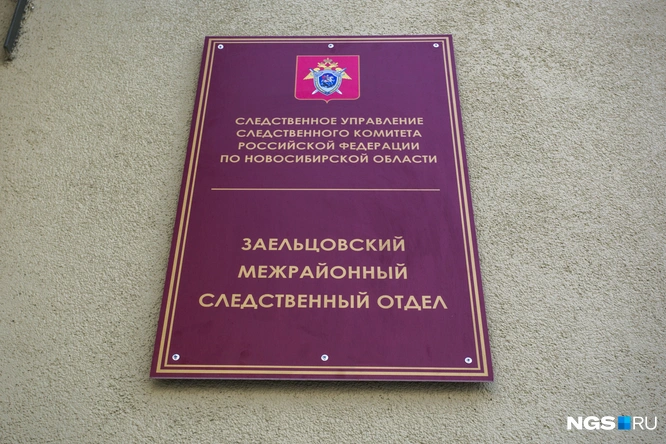 СЛЕДСТВЕННОЕ УПРАВЛЕНИЕ
СЛЕДСТВЕННОГО КОМИТЕТА
РОССИЙСКОЙ ФЕДЕРАЦИИ
ПО НОВОСИБИРСКОЙ ОБЛАСТИ
ЗАЕЛЬЦОВСКИЙ
МЕЖРАЙОННЫЙ
СЛЕДСТВЕННЫЙ ОТДЕЛ
NGS RU